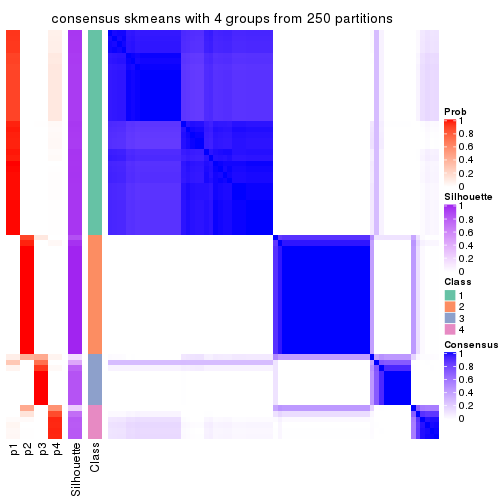 consensus skmeans with 4 groups from 250 partitions
Prob
1
0.8
0.6
0.4
0.2
0
Silhouette
1
0.8
0.6
0.4
0.2
0
Class
1
2
3
4
Consensus
1
0.8
0.6
0.4
0.2
0
p1
p2
p3
p4
Silhouette
Class